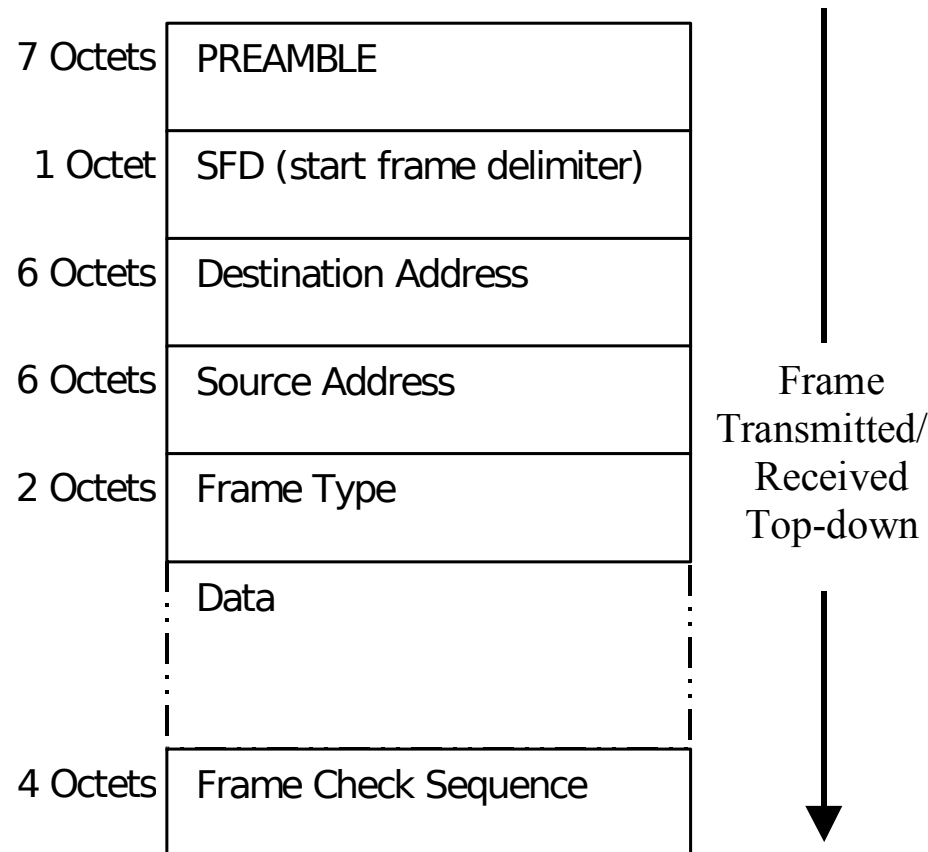 7 Octets PREAMBLE
1 Octet SFD (start frame delimiter)
6 Octets Destination Address
6 Octets Source Address
2 Octets Frame Type
Data
4 Octets Frame Check Sequence
Frame
Transmitted/
Received
Top-down